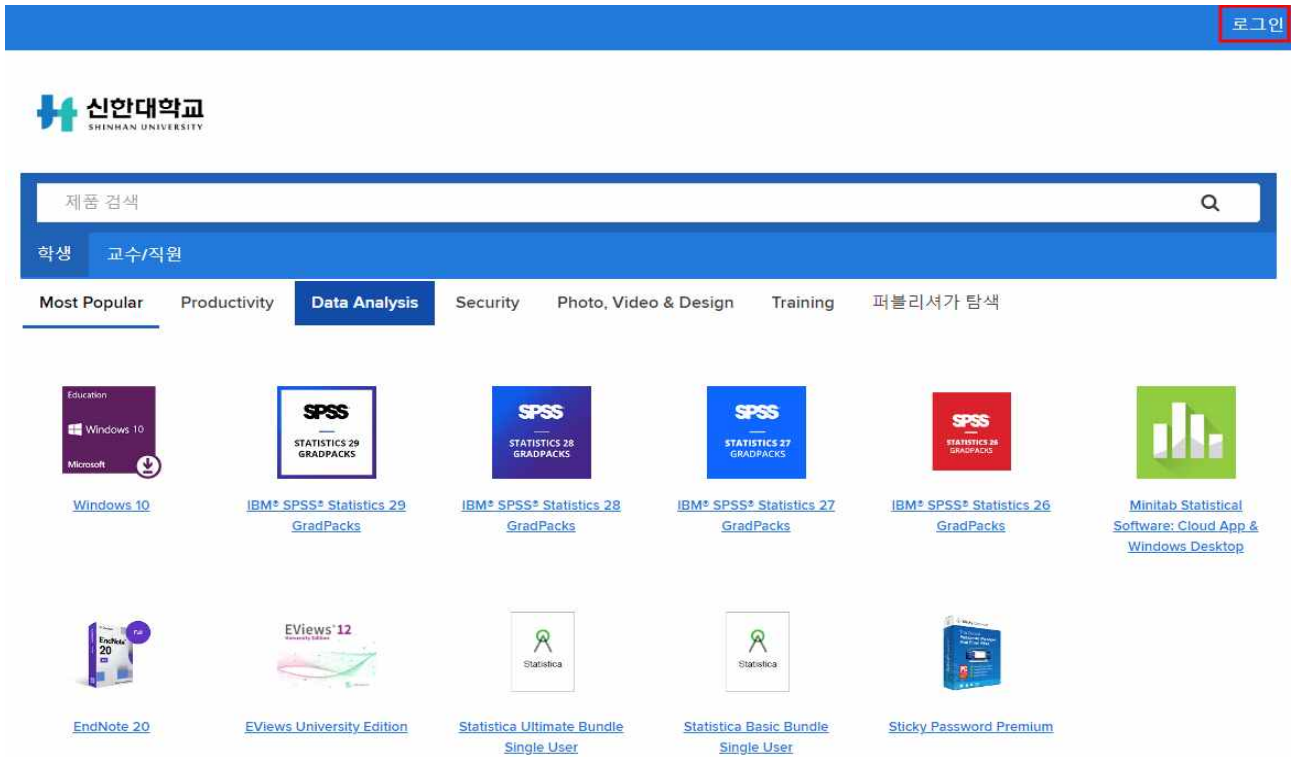 로그인
신한대학교
SHINHAN UNIVERSITY
제품 검색
학생 교수/직원
Most Popular Productivity Data Analysis Security Photo, Video & Design Training 퍼블리셔가 탐색
Education
Windows 10
Microsoft
SPSS
STATISTICS 29
GRADPACKS
SPSS
STATISTICS 28
GRADPACKS
SPSS
STATISTICS 27
GRADPACKS
SPSS
STATISTICS 26
GRADPACKS
Windows 10
IBM® SPSS® Statistics 29
GradPacks
IBM® SPSS® Statistics 28
GradPacks
IBM® SPSS® Statistics 27
GradPacks
IBM® SPSS® Statistics 26
GradPacks
Minitab Statistical
Software: Cloud App &
Windows Desktop
EndNote
20
Full
EViews 12
University Edition
Statistica
Statistica
EndNote 20
EViews University Edition
Statistica Ultimate Bundle
Single User
Statistica Basic Bundle
Single User
Sticky Password Premium